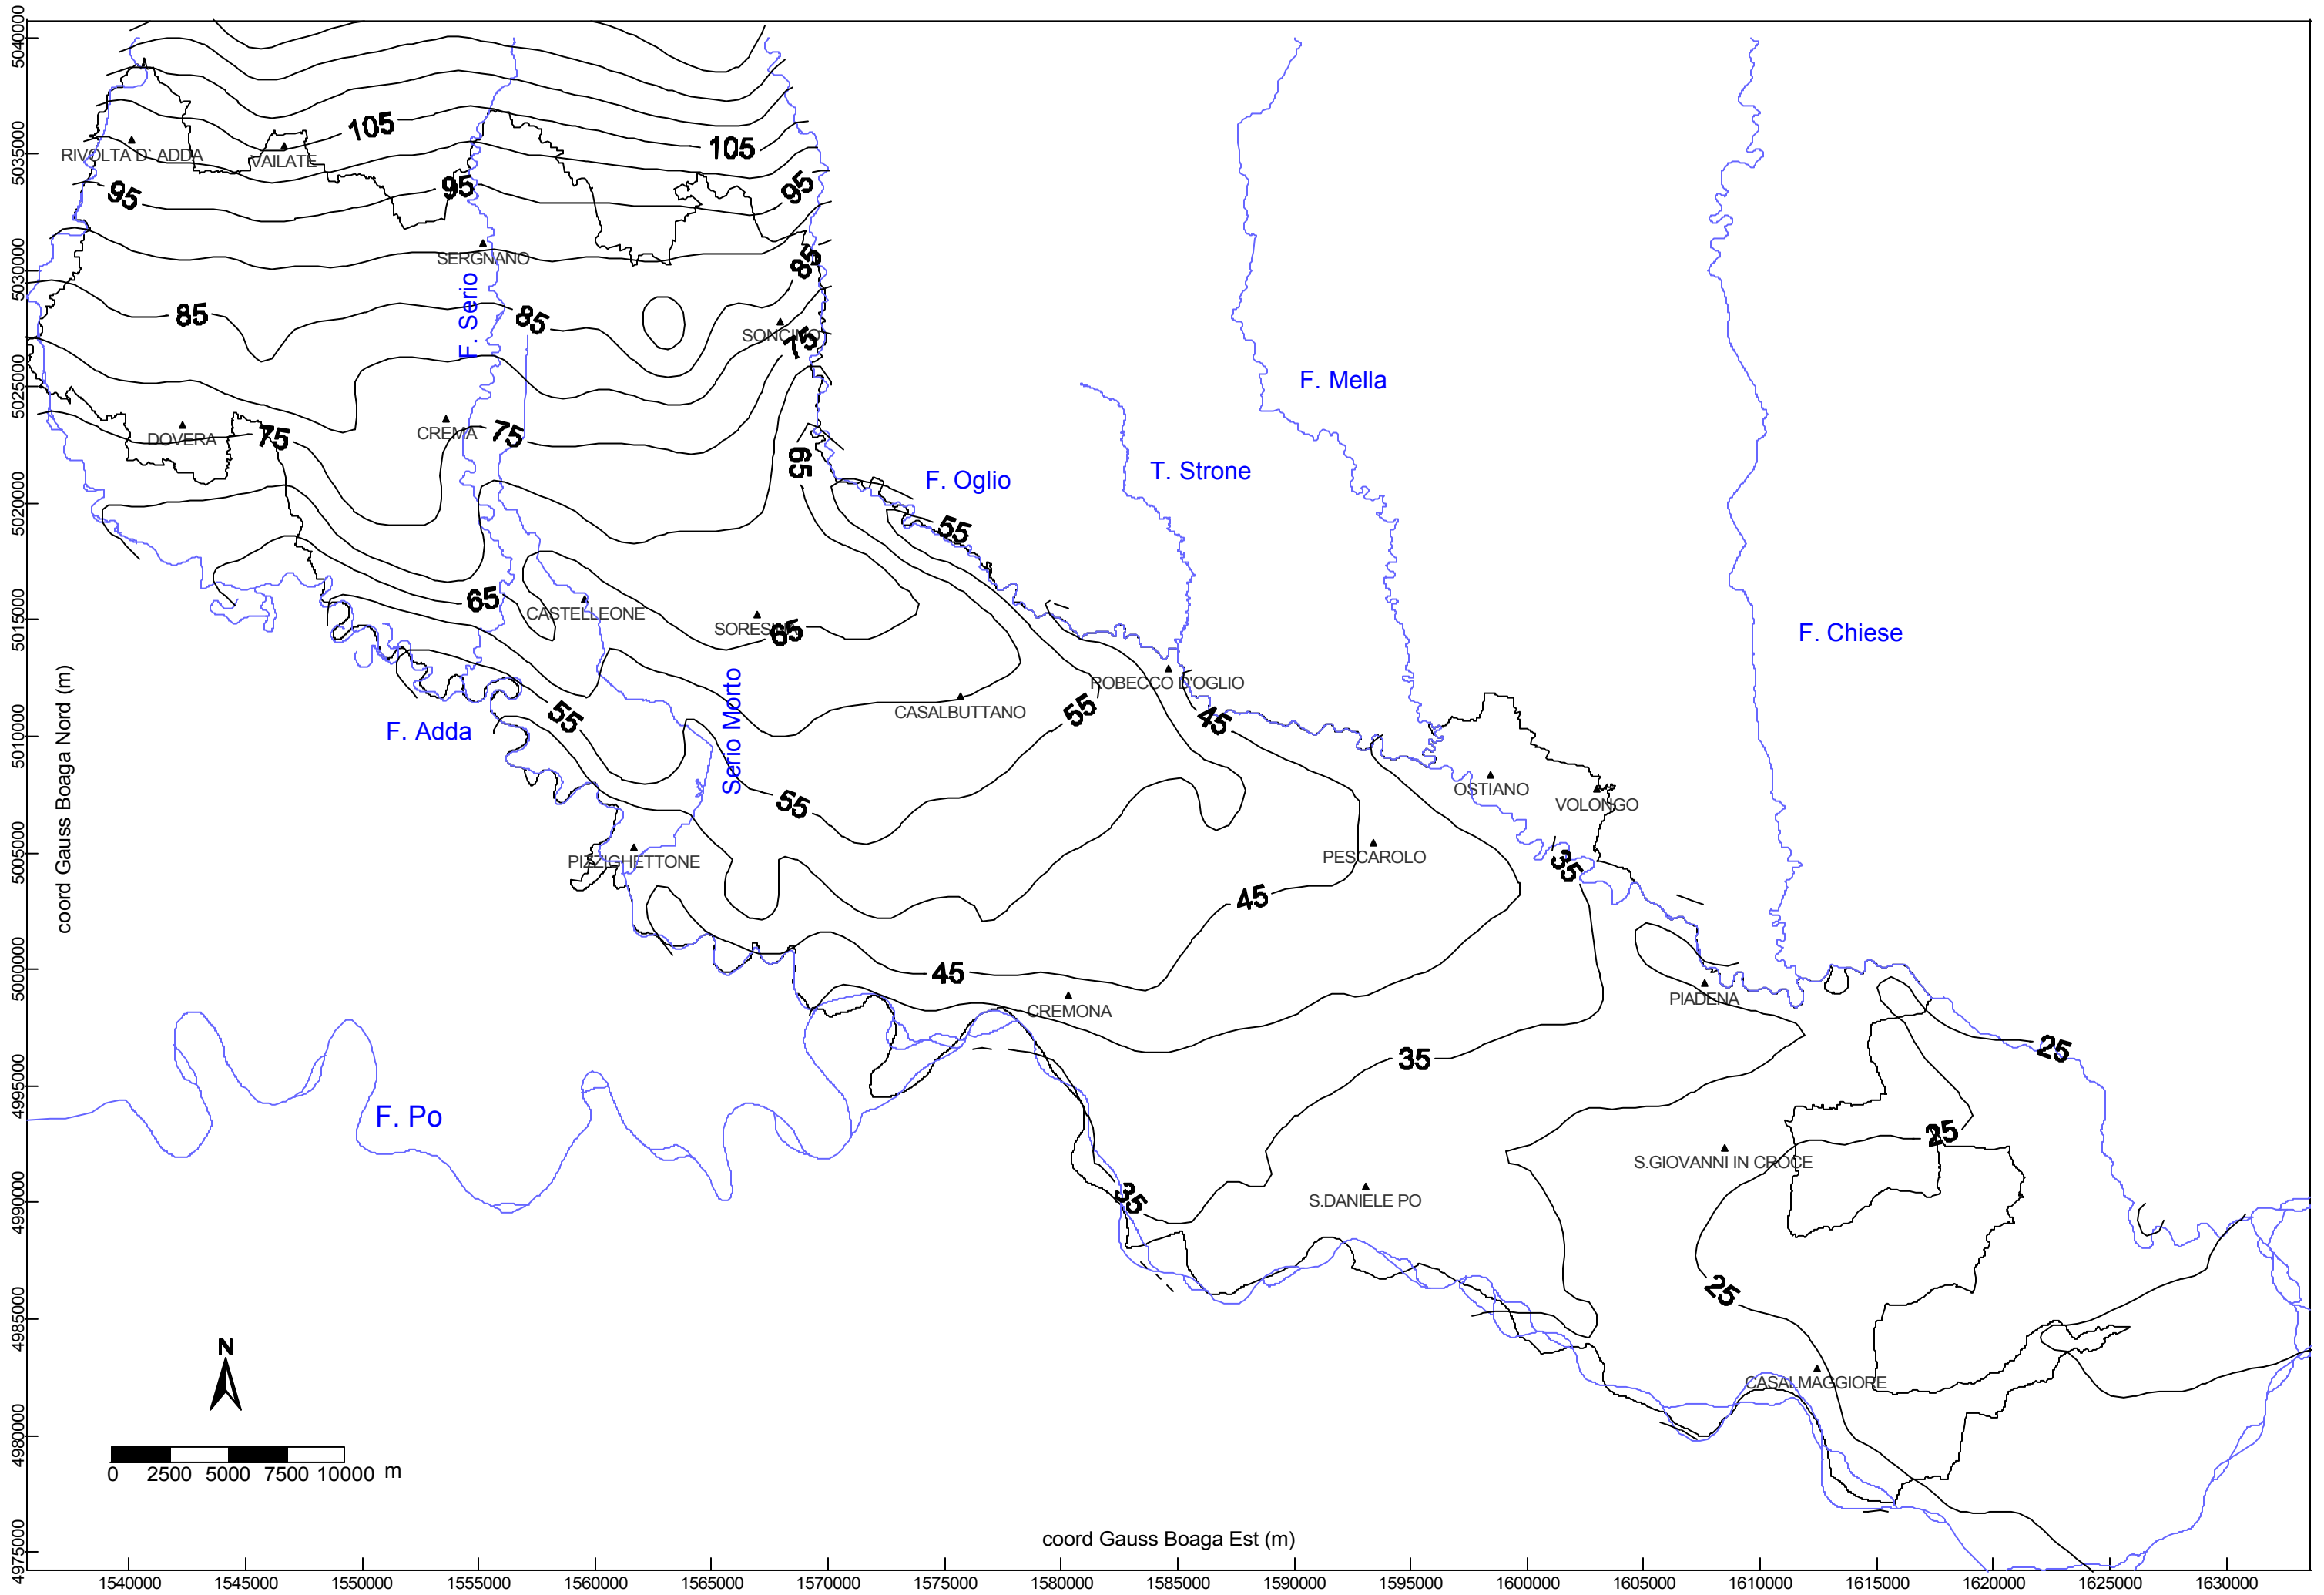 105
RIVOLTA D` ADDA
VAILATE
105
95
95
95
SERGNANO
85
F. Serio
85
85
SONCINO
75
F. Mella
DOVERA
75
CREMA
75
65
F. Oglio
T. Strone
55
65
CASTELLEONE
SORESINA
65
F. Chiese
ROBECCO D'OGLIO
F. Adda
55
Serio Morto
CASALBUTTANO
55
45
OSTIANO
VOLONGO
55
PIZZIGHETTONE
PESCAROLO
35
45
45
CREMONA
PIADENA
35
25
F. Po
25
S.GIOVANNI IN CROCE
35
S.DANIELE PO
25
CASALMAGGIORE
N
0 2500 5000 7500 10000 m
coord Gauss Boaga Nord (m)
5040000
5035000
5030000
5025000
5020000
5015000
5010000
5005000
5000000
4995000
4990000
4985000
4980000
4975000
coord Gauss Boaga Est (m)
1540000 1545000 1550000 1555000 1560000 1565000 1570000 1575000 1580000 1585000 1590000 1595000 1600000 1605000 1610000 1615000 1620000 1625000 1630000